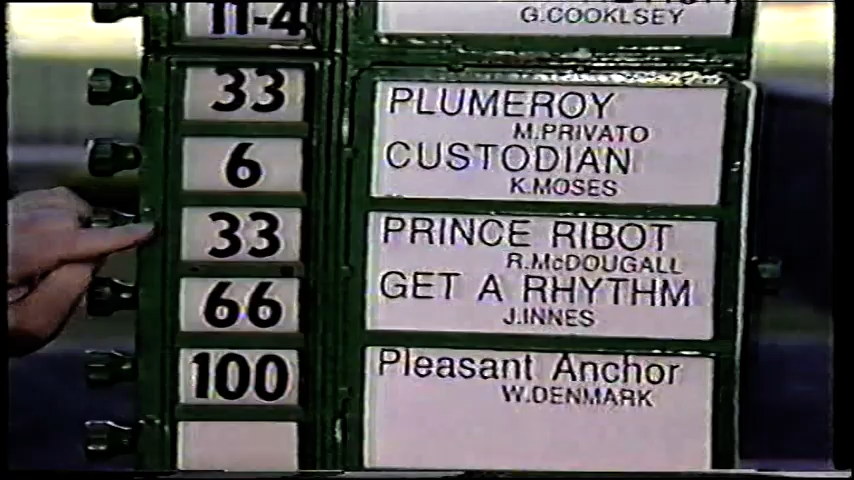 11-4
G.COOKLSEY
33 PLUMEROY
M.PRIVATO
6 CUSTODIAN
K.MOSES
33 PRINCE RIBOT
R.McDOUGALL
66 GET A RHYTHM
J.INNES
100 Pleasant Anchor
W.DENMARK